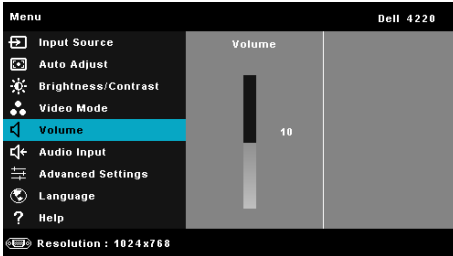 Menu Dell 4220
Input Source
Volume
Auto Adjust
Brightness/Contrast
Video Mode
Volume
10
Audio Input
Advanced Settings
Language
? Help
Resolution : 1024x768